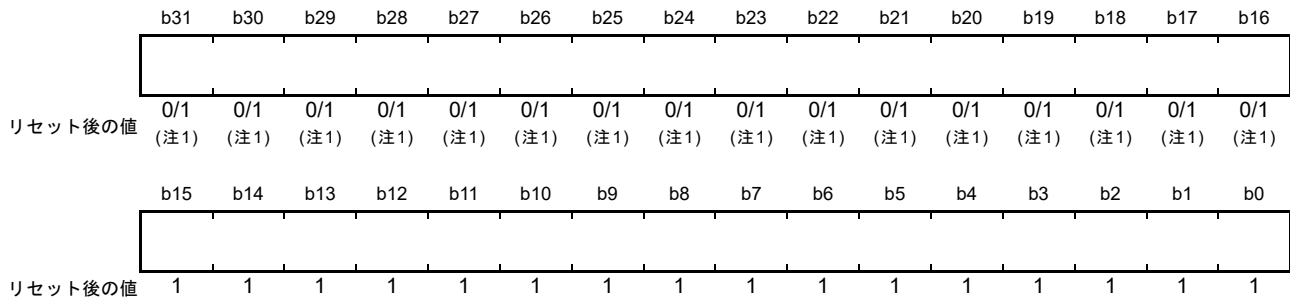 b31 b30 b29 b28 b27 b26 b25 b24 b23 b22 b21 b20 b19 b18 b17 b16
リセット後の値 0/1 0/1 0/1 0/1 0/1 0/1 0/1 0/1 0/1 0/1 0/1 0/1 0/1 0/1 0/1 0/1
(注1) (注1) (注1) (注1) (注1) (注1) (注1) (注1) (注1) (注1) (注1) (注1) (注1) (注1) (注1) (注1)
b15 b14 b13 b12 b11 b10 b9 b8 b7 b6 b5 b4 b3 b2 b1 b0
リセット後の値 1 1 1 1 1 1 1 1 1 1 1 1 1 1 1 1